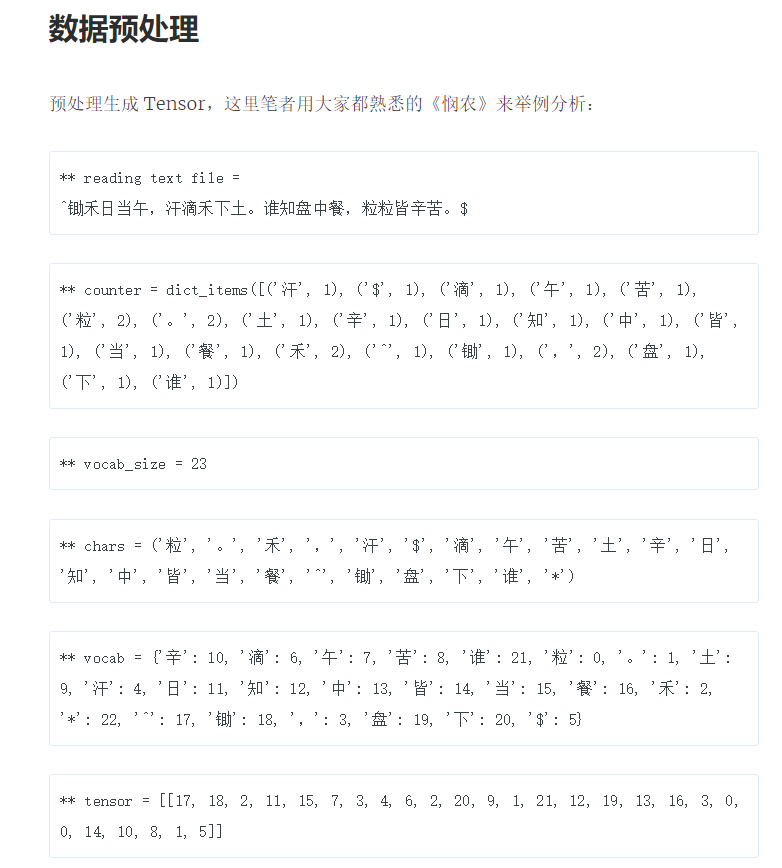 数据预处理
预处理生成 Tensor，这里笔者用大家都熟悉的《悯农》来举例分析：
** reading text file =
^锄禾日当午，汗滴禾下土。谁知盘中餐，粒粒皆辛苦。$
** counter = dict_items([('汗', 1), ('$', 1), ('滴', 1), ('午', 1), ('苦', 1),
('粒', 2), ('。', 2), ('土', 1), ('辛', 1), ('日', 1), ('知', 1), ('中', 1), ('皆',
1), ('当', 1), ('餐', 1), ('禾', 2), ('^', 1), ('锄', 1), ('，', 2), ('盘', 1),
('下', 1), ('谁', 1)])
** vocab_size = 23
** chars = ('粒', '。', '禾', '，', '汗', '$', '滴', '午', '苦', '土', '辛', '日',
'知', '中', '皆', '当', '餐', '^', '锄', '盘', '下', '谁', '*')
** vocab = {'辛': 10, '滴': 6, '午': 7, '苦': 8, '谁': 21, '粒': 0, '。': 1, '土':
9, '汗': 4, '日': 11, '知': 12, '中': 13, '皆': 14, '当': 15, '餐': 16, '禾': 2,
'*': 22, '^': 17, '锄': 18, '，': 3, '盘': 19, '下': 20, '$': 5}
** tensor = [[17, 18, 2, 11, 15, 7, 3, 4, 6, 2, 20, 9, 1, 21, 12, 19, 13, 16, 3, 0,
0, 14, 10, 8, 1, 5]]